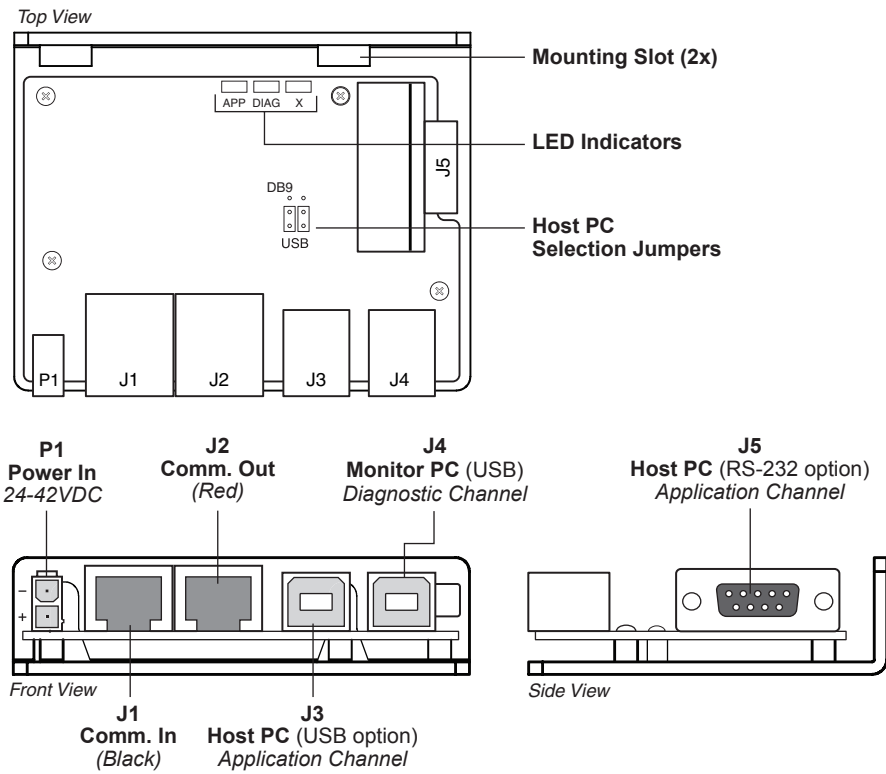 Top View
Mounting Slot (2x)
APP DIAG X
LED Indicators
J5
DB9
USB
Host PC
Selection Jumpers
P1
J1
J2
J3
J4
P1
Power In
24-42VDC
J2
Comm. Out
(Red)
J4
Monitor PC (USB)
Diagnostic Channel
J5
Host PC (RS-232 option)
Application Channel
–
+
Front View
Side View
J1
Comm. In
(Black)
J3
Host PC (USB option)
Application Channel